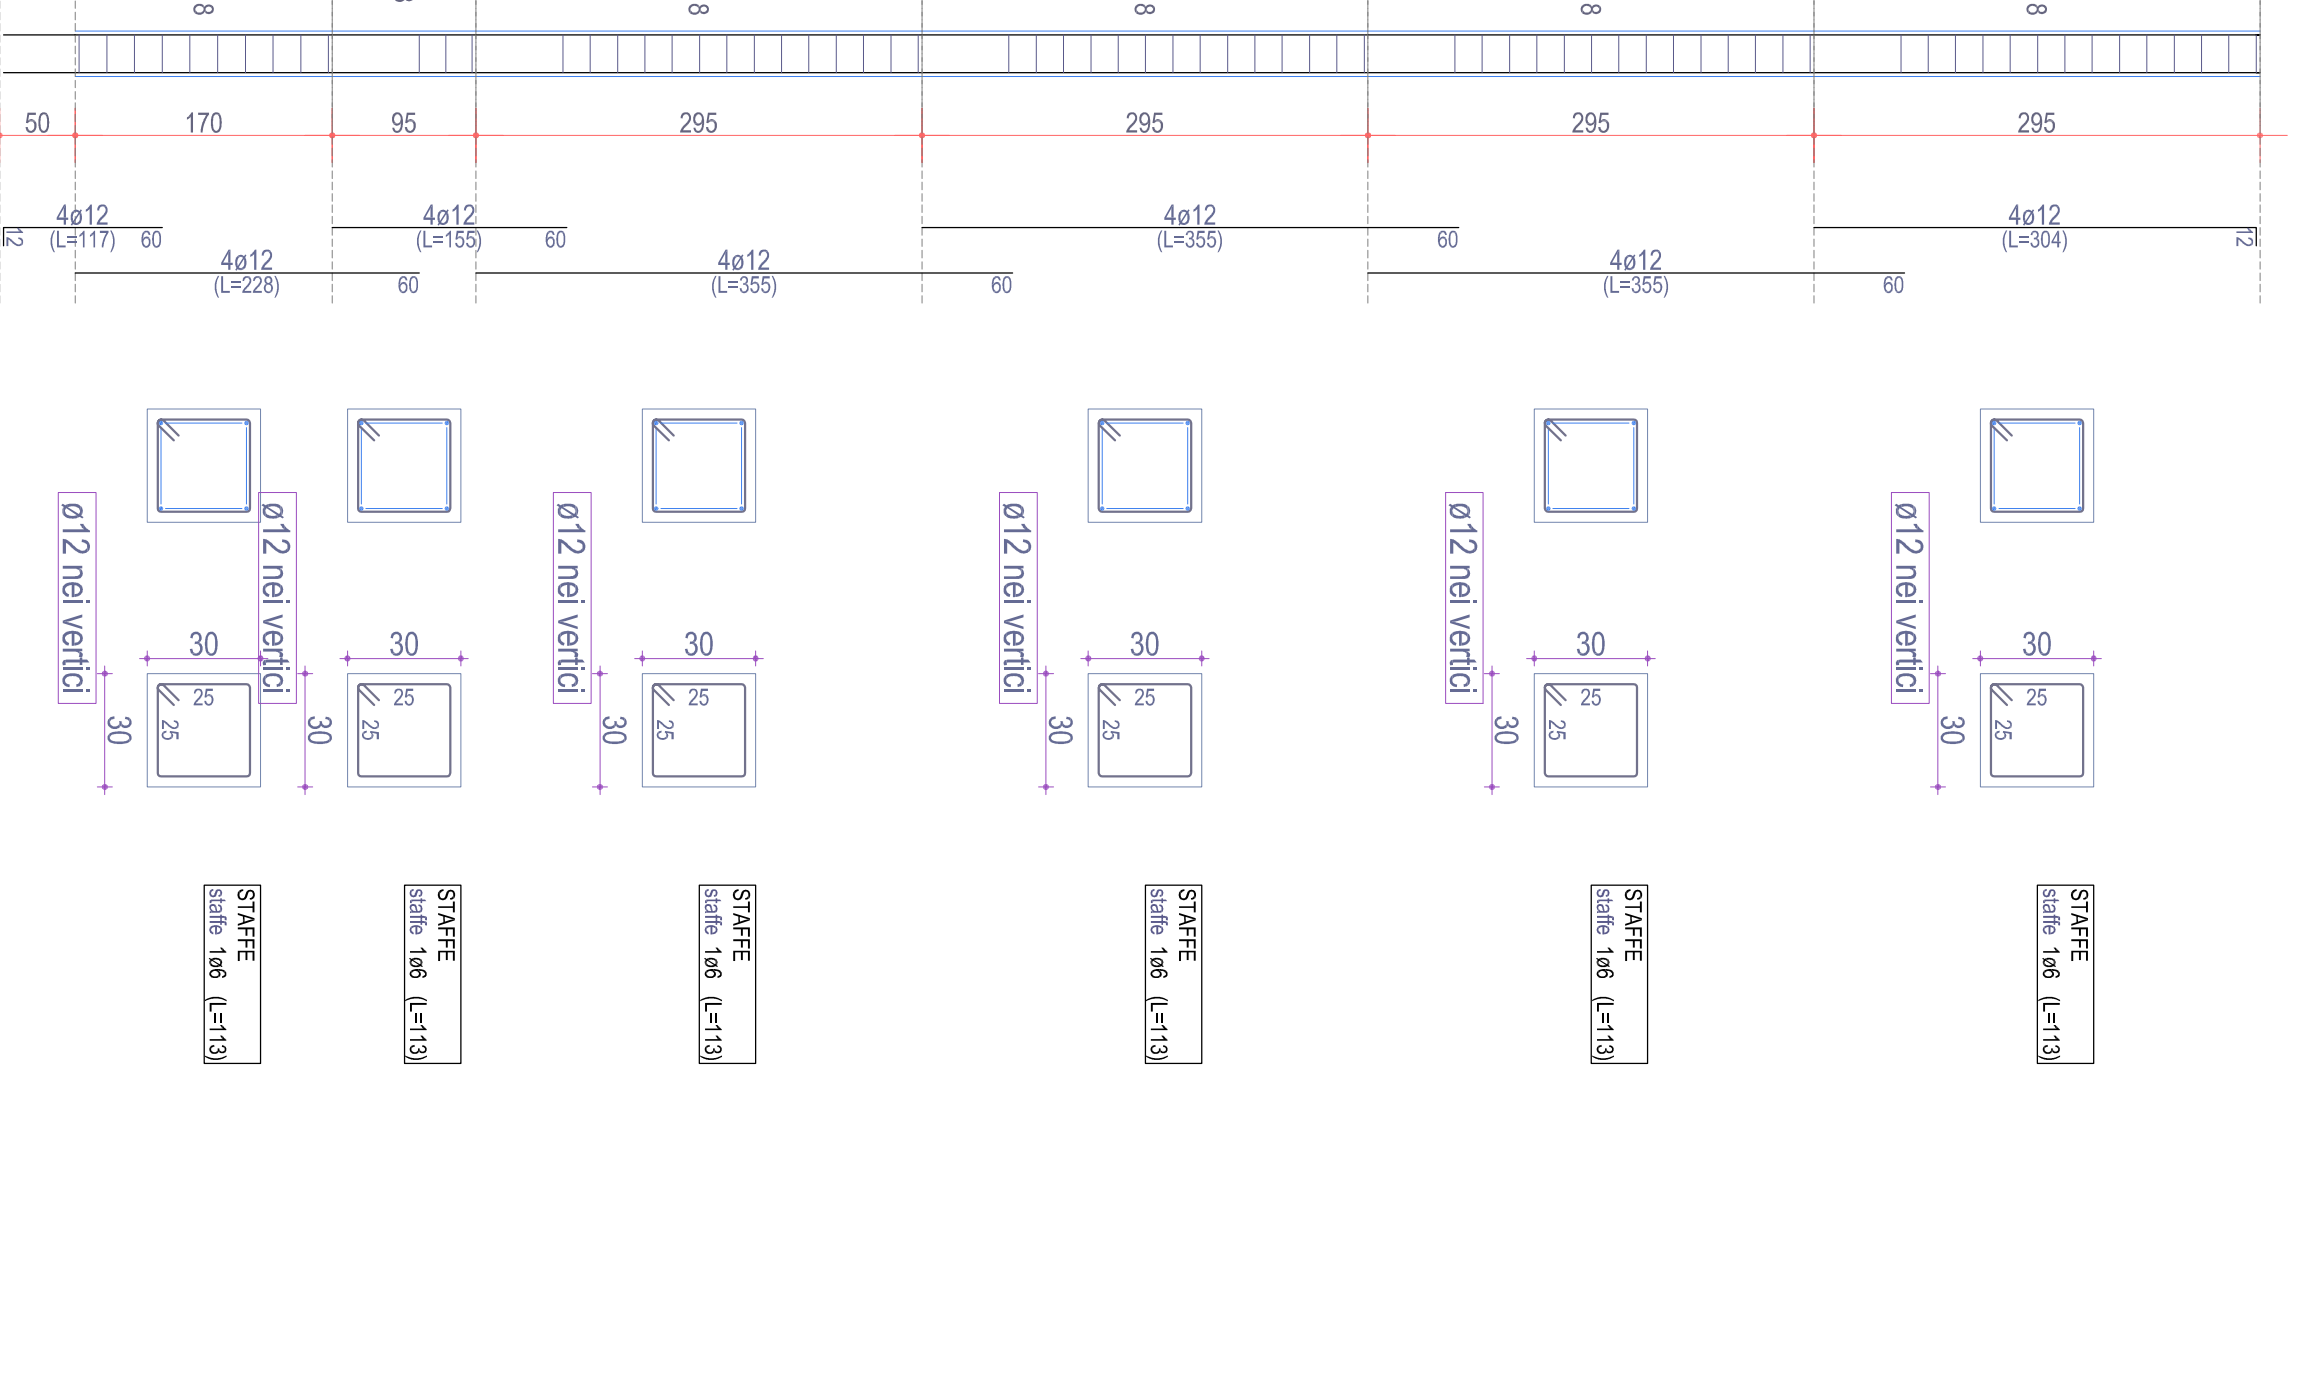 8 8 8 8 8
50 170 95 295 295 295 295
4ø12 4ø12 4ø12 4ø12
12 (L=117) 60 (L=155) 60 (L=355) 60 (L=304) 12
4ø12 4ø12 4ø12
(L=228) 60 (L=355) 60 (L=355) 60
ø12 nei vertici
ø12 nei vertici
ø12 nei vertici
ø12 nei vertici
ø12 nei vertici
ø12 nei vertici
30 30 30 30 30 30
25 25 25 25 25 25
30 25 30 25 30 25 30 25 30 25 30 25
STAFFE
staffe 1ø6 (L=113)
STAFFE
staffe 1ø6 (L=113)
STAFFE
staffe 1ø6 (L=113)
STAFFE
staffe 1ø6 (L=113)
STAFFE
staffe 1ø6 (L=113)
STAFFE
staffe 1ø6 (L=113)